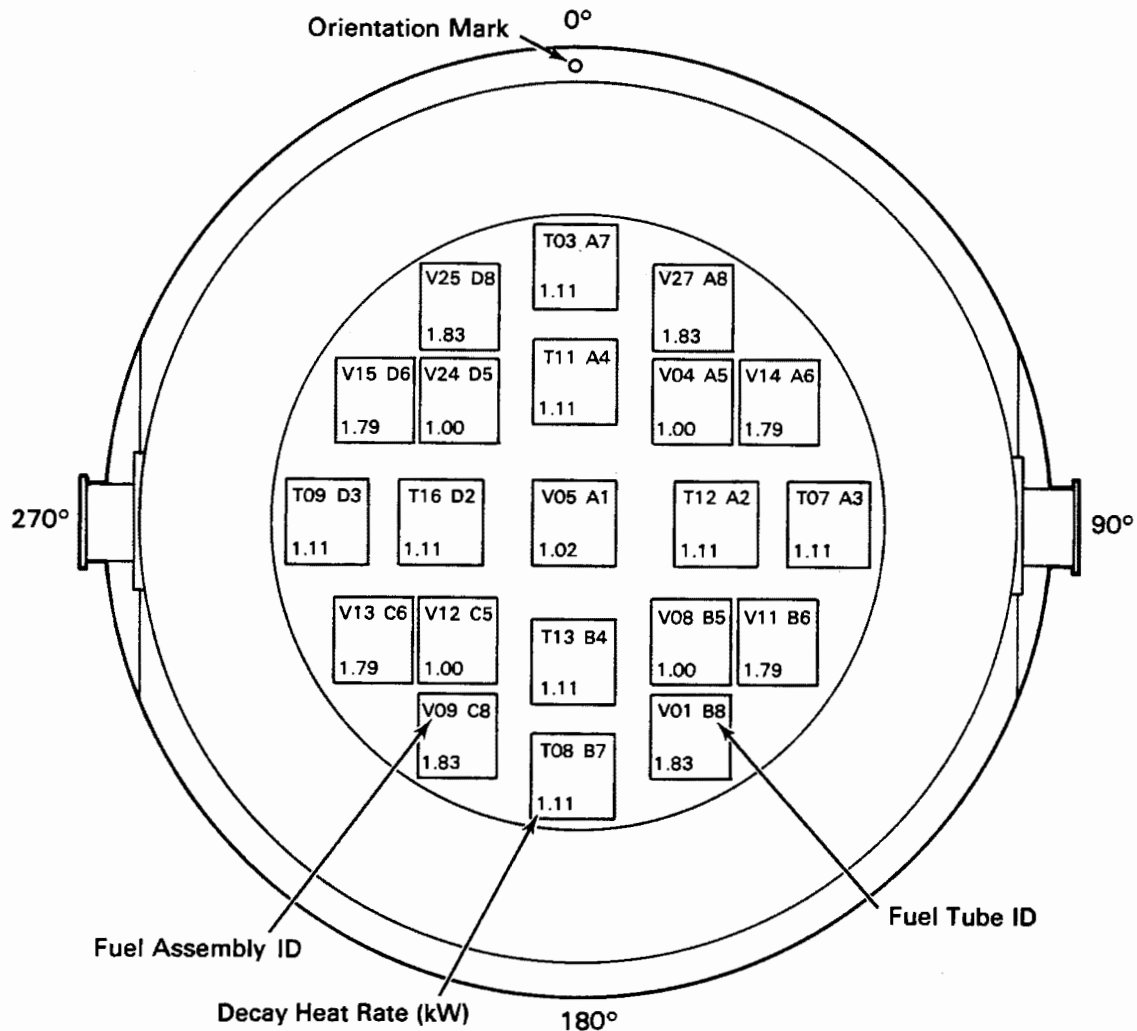 0°
Orientation Mark
T03 A7
1.11
V25 D8
1.83
V27 A8
1.83
T11 A4
1.11
V15 D6
1.79
V24 D5
1.00
V04 A5
1.00
V14 A6
1.79
270°
T09 D3
1.11
T16 D2
1.11
V05 A1
1.02
T12 A2
1.11
T07 A3
1.11
90°
V13 C6
1.79
V12 C5
1.00
T13 B4
1.11
V08 B5
1.00
V11 B6
1.79
V09 C8
1.83
V01 B8
1.83
T08 B7
1.11
Fuel Tube ID
Fuel Assembly ID
Decay Heat Rate (kW)
180°